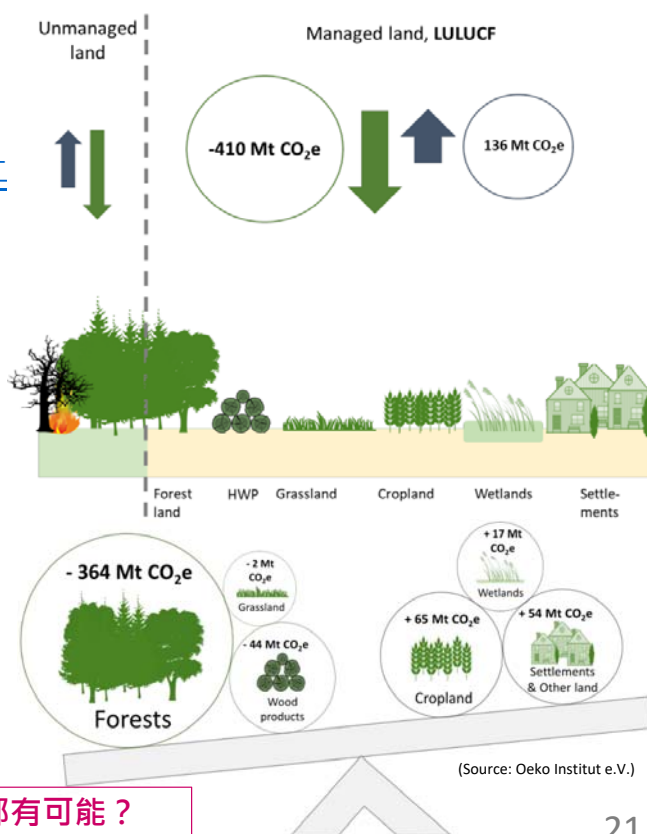 Unmanaged
land
Managed land, LULUCF
-410 Mt CO₂e
136 Mt CO₂e
Forest
land
HWP
Grassland
Cropland
Wetlands
Settle-
ments
- 364 Mt CO₂e
Forests
- 2 Mt
CO₂e
Grassland
- 44 Mt CO₂e
Wood
products
+ 17 Mt
CO₂e
Wetlands
+ 65 Mt CO₂e
Cropland
+ 54 Mt CO₂e
Settlements
& Other land
(Source: Oeko Institut e.V.)
都有可能？
21